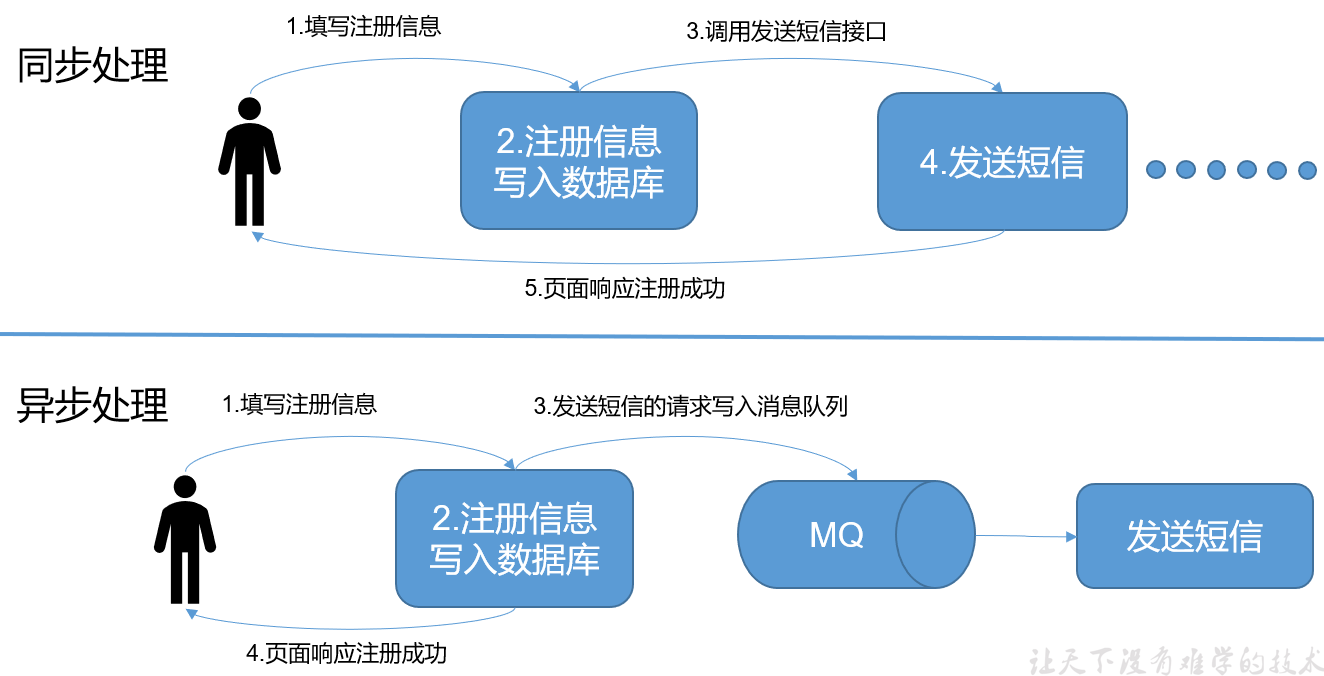 1.填写注册信息
3.调用发送短信接口
同步处理
2.注册信息
写入数据库
4.发送短信
5.页面响应注册成功
异步处理
1.填写注册信息
3.发送短信的请求写入消息队列
2.注册信息
写入数据库
MQ
发送短信
4.页面响应注册成功
让天下没有难学的技术